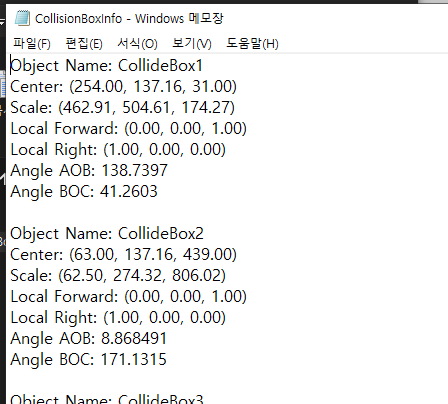 CollisionBoxInfo - Windows 메모장
파일(F) 편집(E) 서식(O) 보기(V) 도움말(H)
Object Name: CollideBox1
Center: (254.00, 137.16, 31.00)
Scale: (462.91, 504.61, 174.27)
Local Forward: (0.00, 0.00, 1.00)
Local Right: (1.00, 0.00, 0.00)
Angle AOB: 138.7397
Angle BOC: 41.2603
Object Name: CollideBox2
Center: (63.00, 137.16, 439.00)
Scale: (62.50, 274.32, 806.02)
Local Forward: (0.00, 0.00, 1.00)
Local Right: (1.00, 0.00, 0.00)
Angle AOB: 8.868491
Angle BOC: 171.1315
Object Name: CollideBox3